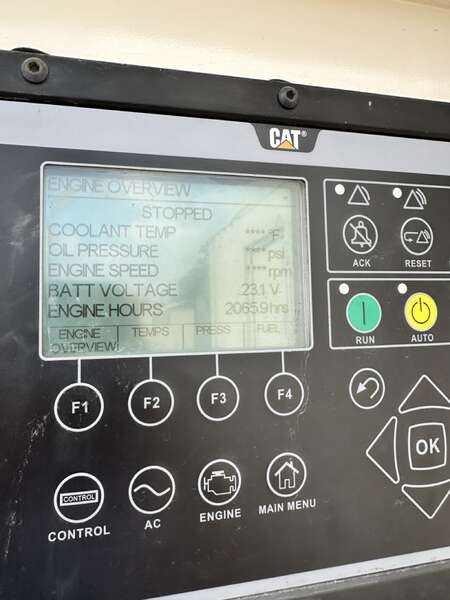 CAT®
ENGINE OVERVIEW
STOPPED
COOLANT TEMP ****°F
OIL PRESSURE ****psi
ENGINE SPEED ****rpm
BATT VOLTAGE 23.1 V
ENGINE HOURS 2065.9hrs
ENGINE OVERVIEW TEMPS PRESS FUEL
ACK RESET
RUN AUTO
F1 F2 F3 F4
OK
CONTROL
CONTROL AC ENGINE MAIN MENU